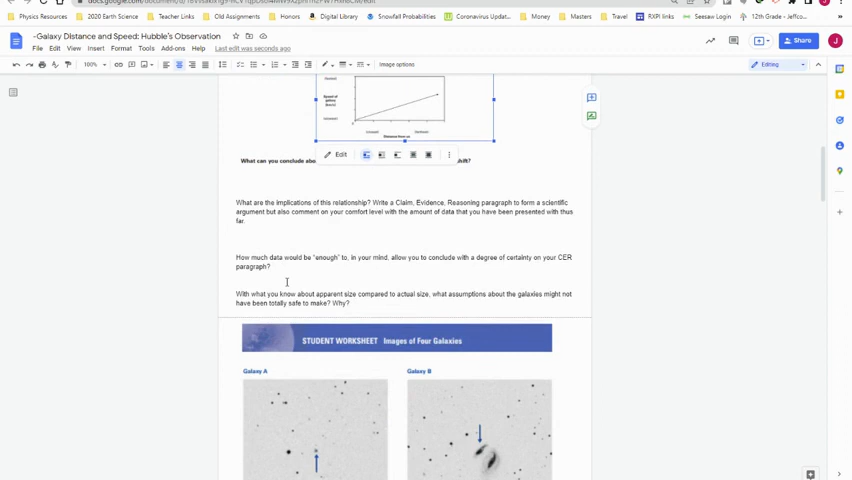 Physics Resources 2020 Earth Science Teacher Links Old Assignments Honors Digital Library Snowfall Probabilities Coronavirus Updat... Money Masters Travel RXPI links Seesaw Login 12th Grade - Jeffco...
-Galaxy Distance and Speed: Hubble's Observation
File Edit View Insert Format Tools Add-ons Help Last edit was seconds ago
Share
J
100% Image options Editing
Distance from us
Edit
What can you conclude abo shift?
What are the implications of this relationship? Write a Claim, Evidence, Reasoning paragraph to form a scientific
argument but also comment on your comfort level with the amount of data that you have been presented with thus
far.
How much data would be "enough" to, in your mind, allow you to conclude with a degree of certainty on your CER
paragraph?
With what you know about apparent size compared to actual size, what assumptions about the galaxies might not
have been totally safe to make? Why?
STUDENT WORKSHEET Images of Four Galaxies
Galaxy A Galaxy B